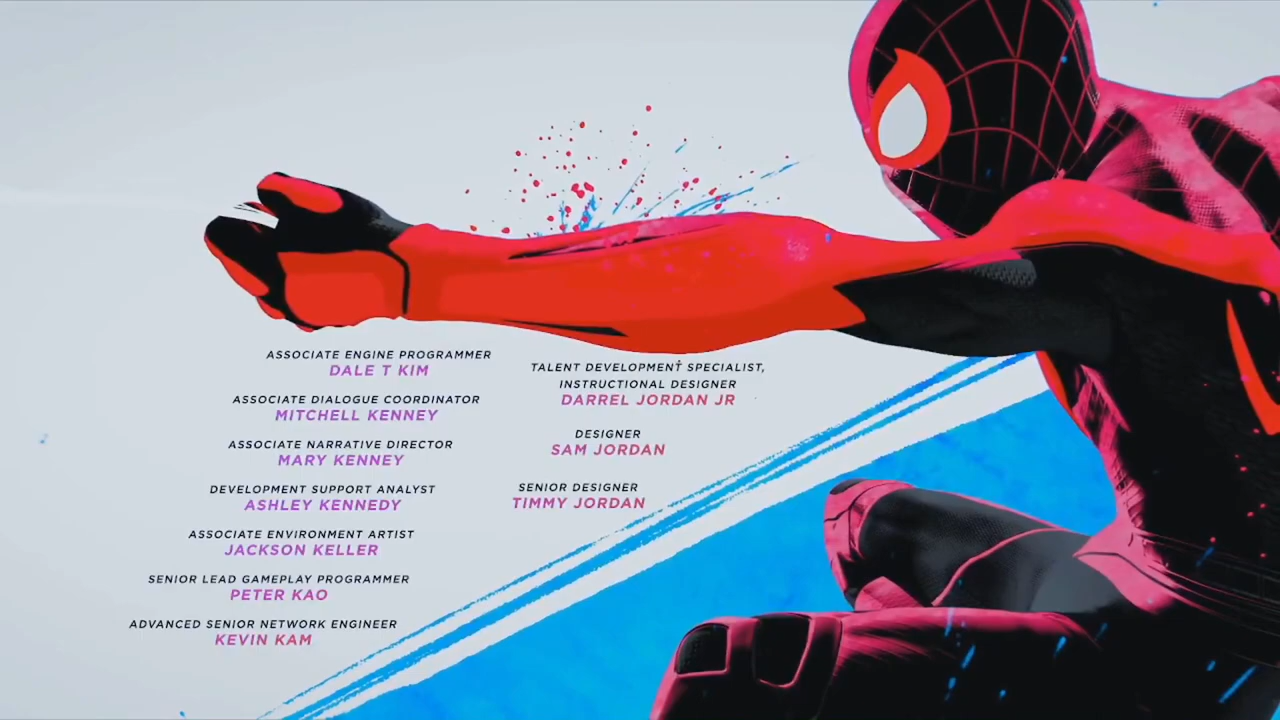 ASSOCIATE ENGINE PROGRAMMER
DALE T KIM
ASSOCIATE DIALOGUE COORDINATOR
MITCHELL KENNEY
ASSOCIATE NARRATIVE DIRECTOR
MARY KENNEY
DEVELOPMENT SUPPORT ANALYST
ASHLEY KENNEDY
ASSOCIATE ENVIRONMENT ARTIST
JACKSON KELLER
SENIOR LEAD GAMEPLAY PROGRAMMER
PETER KAO
ADVANCED SENIOR NETWORK ENGINEER
KEVIN KAM
TALENT DEVELOPMENT SPECIALIST,
INSTRUCTIONAL DESIGNER
DARREL JORDAN JR
DESIGNER
SAM JORDAN
SENIOR DESIGNER
TIMMY JORDAN